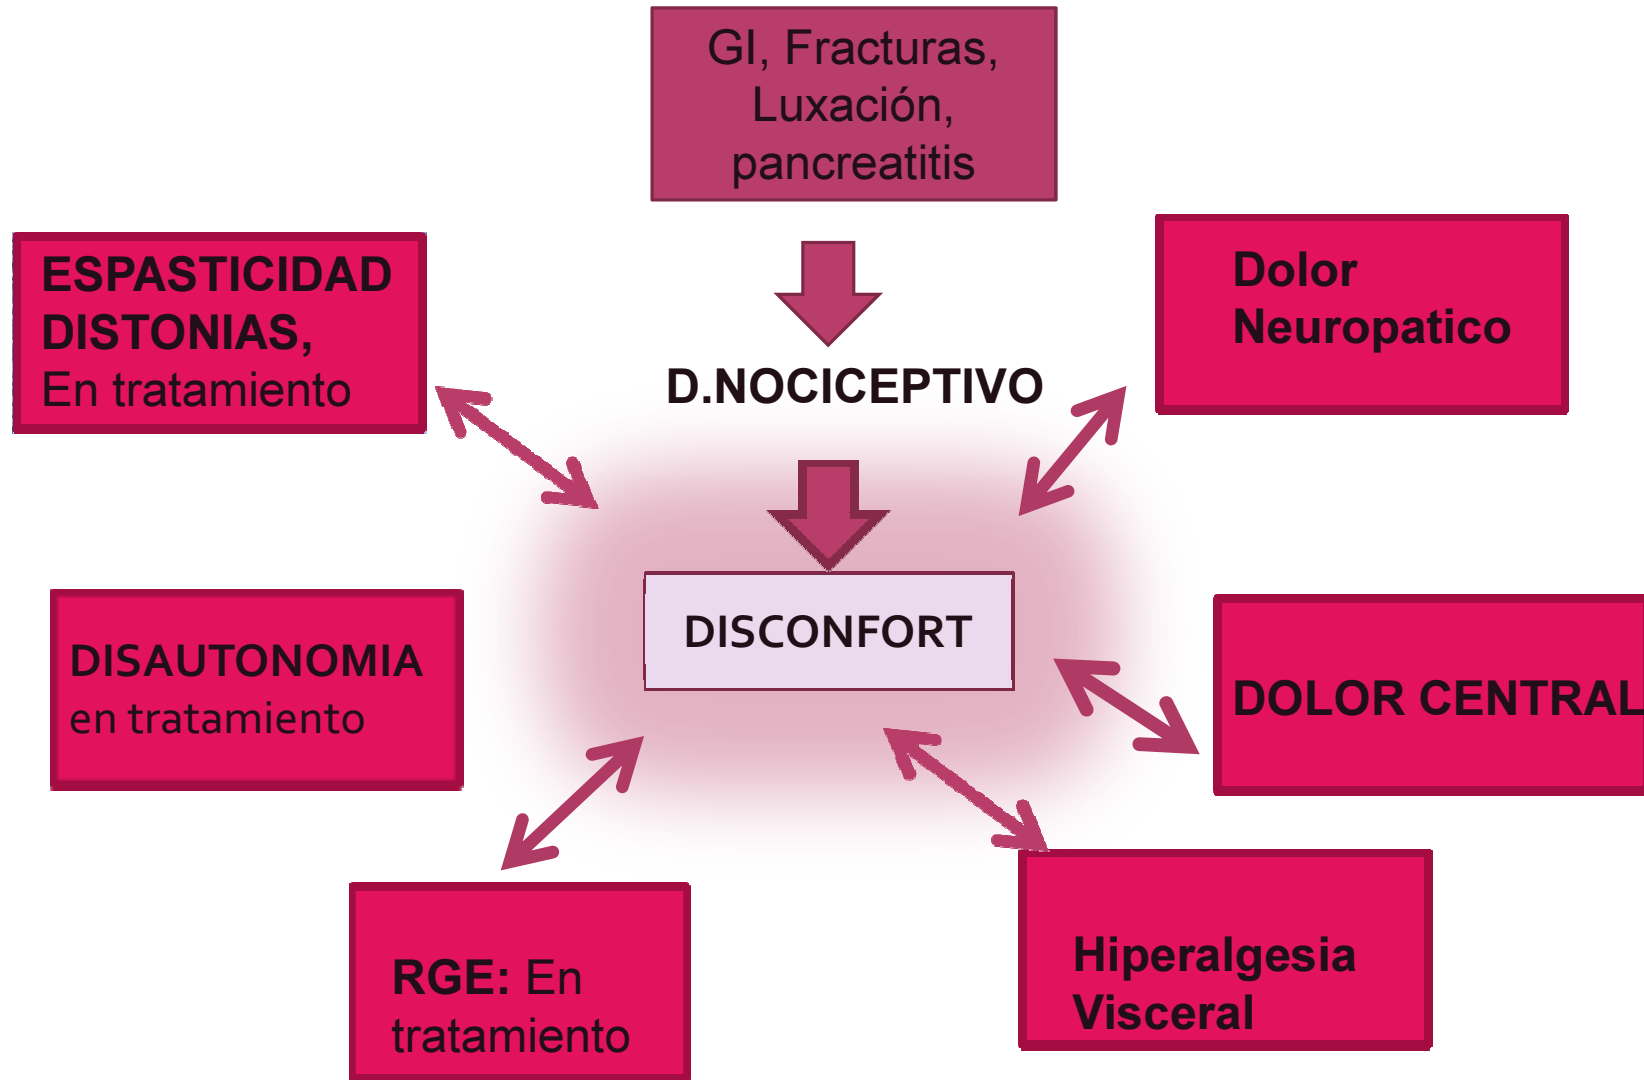 GI, Fracturas,
Luxación,
pancreatitis
ESPASTICIDAD
DISTONIAS,
En tratamiento
Dolor
Neuropatico
D.NOCICEPTIVO
DISCONFORT
DISAUTONOMIA
en tratamiento
DOLOR CENTRAL
RGE: En
tratamiento
Hiperalgesia
Visceral